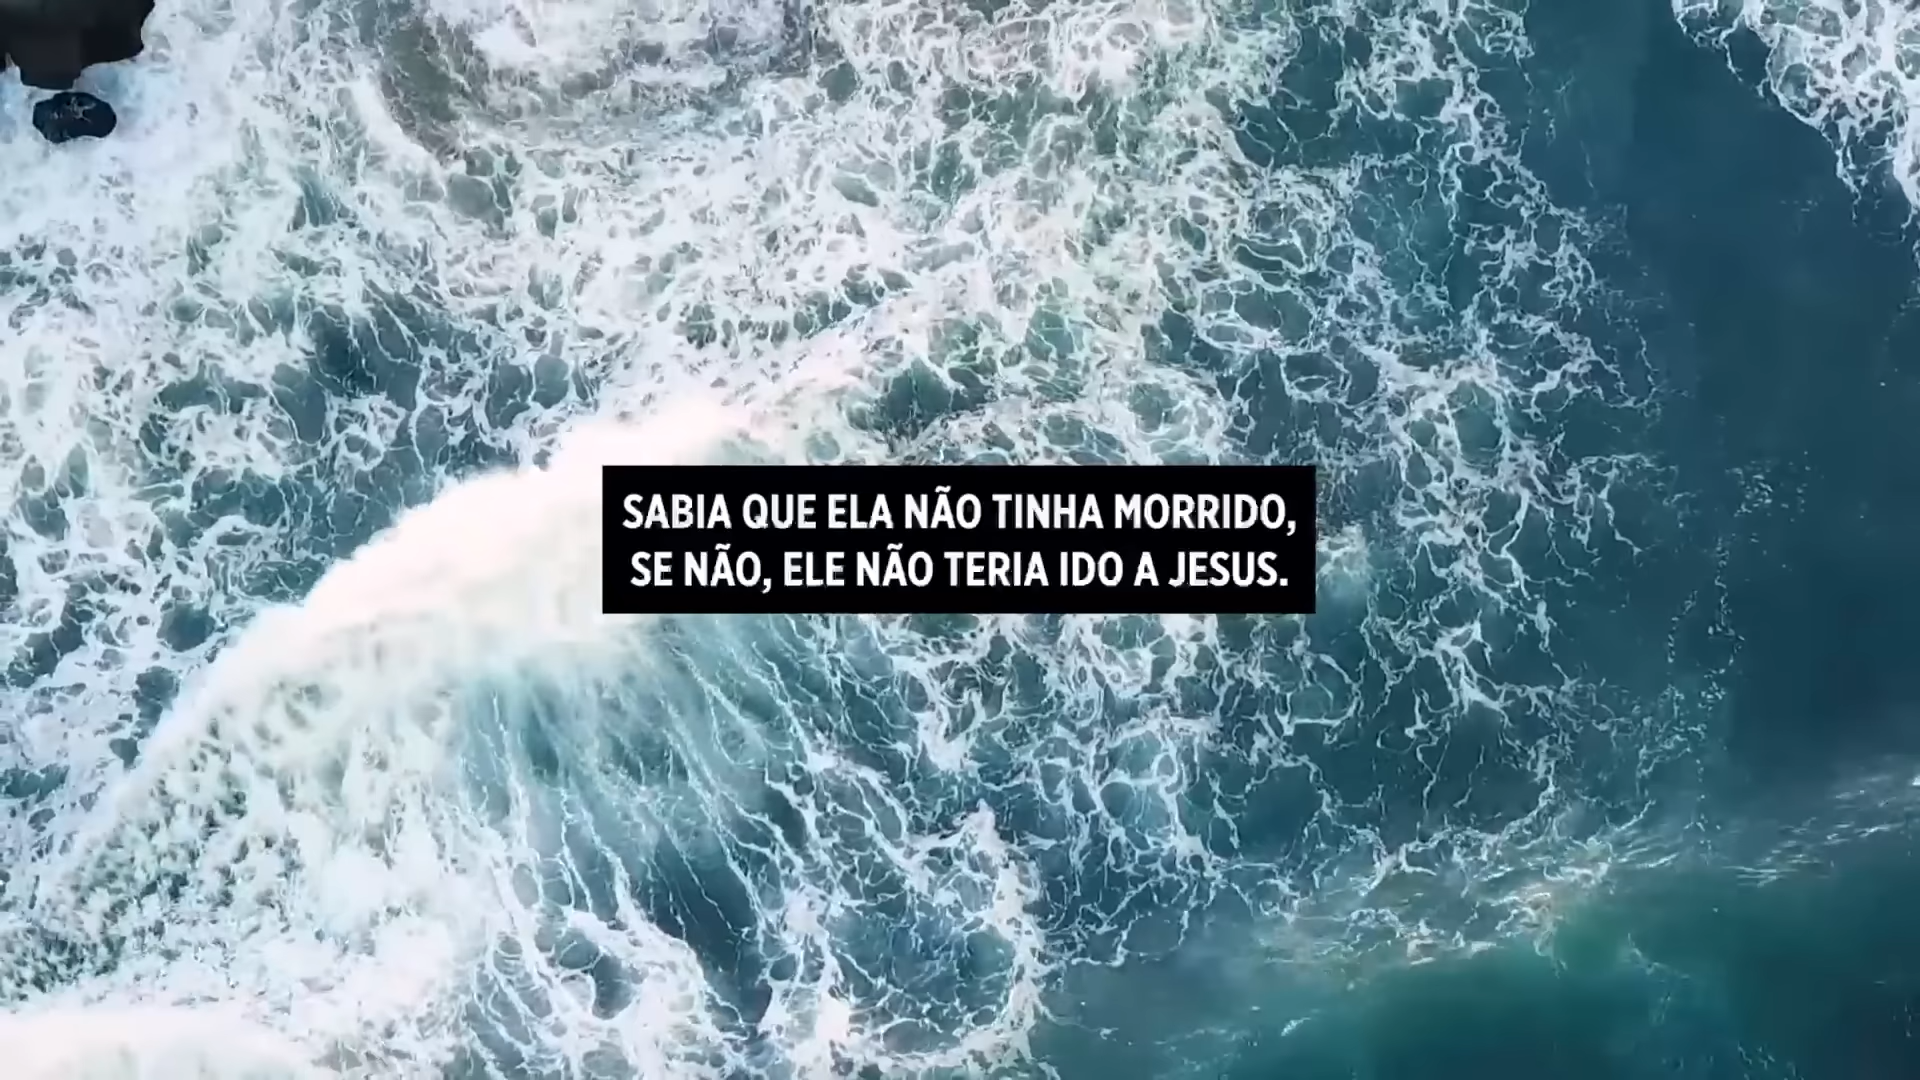 SABIA QUE ELA NÃO TINHA MORRIDO,
SE NÃO, ELE NÃO TERIA IDO A JESUS.